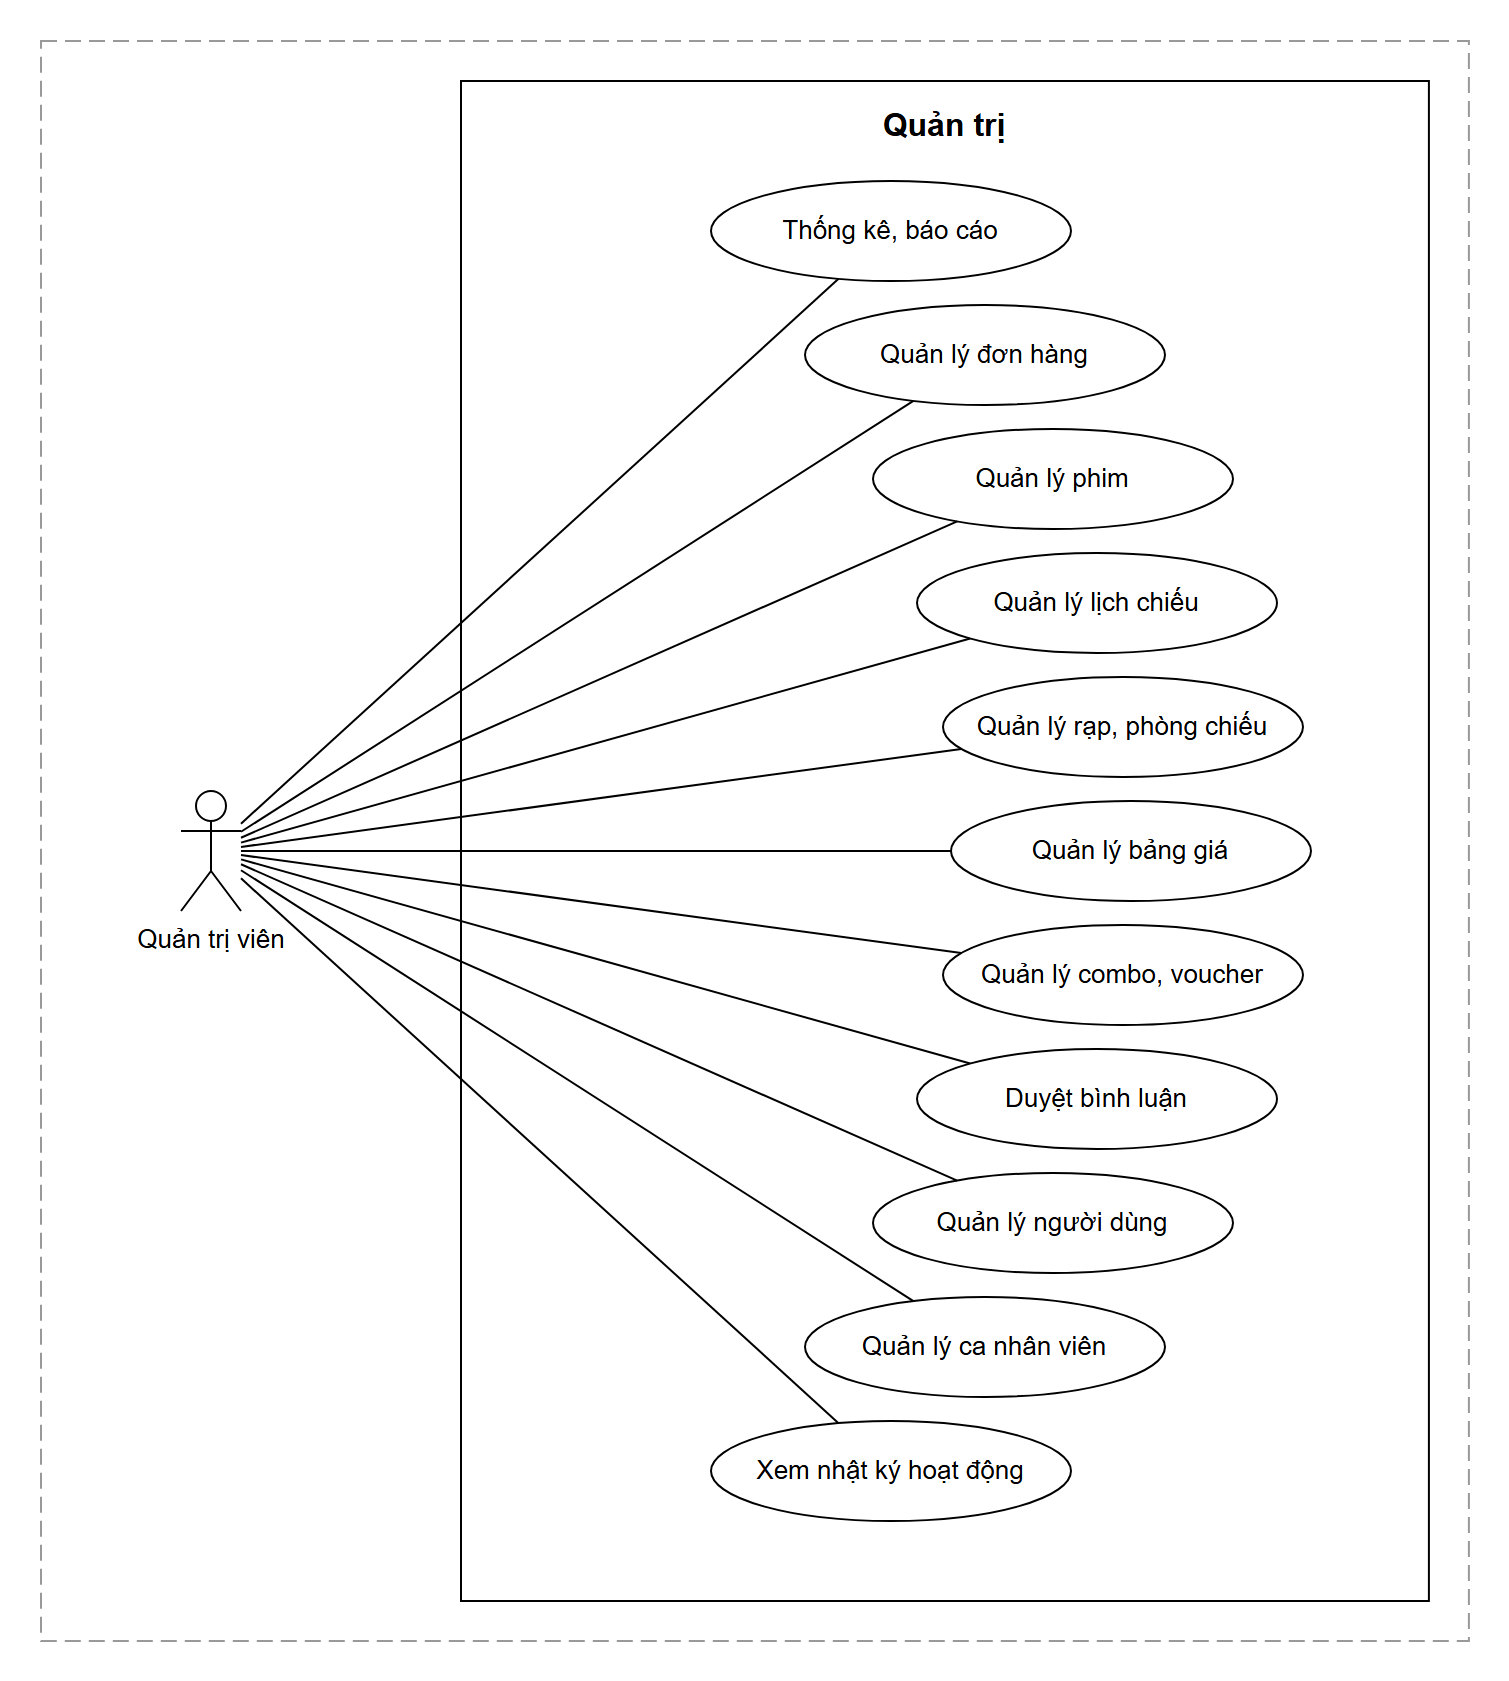 Quản trị
Thống kê, báo cáo
Quản lý đơn hàng
Quản lý phim
Quản lý lịch chiếu
Quản lý rạp, phòng chiếu
Quản lý bảng giá
Quản trị viên
Quản lý combo, voucher
Duyệt bình luận
Quản lý người dùng
Quản lý ca nhân viên
Xem nhật ký hoạt động